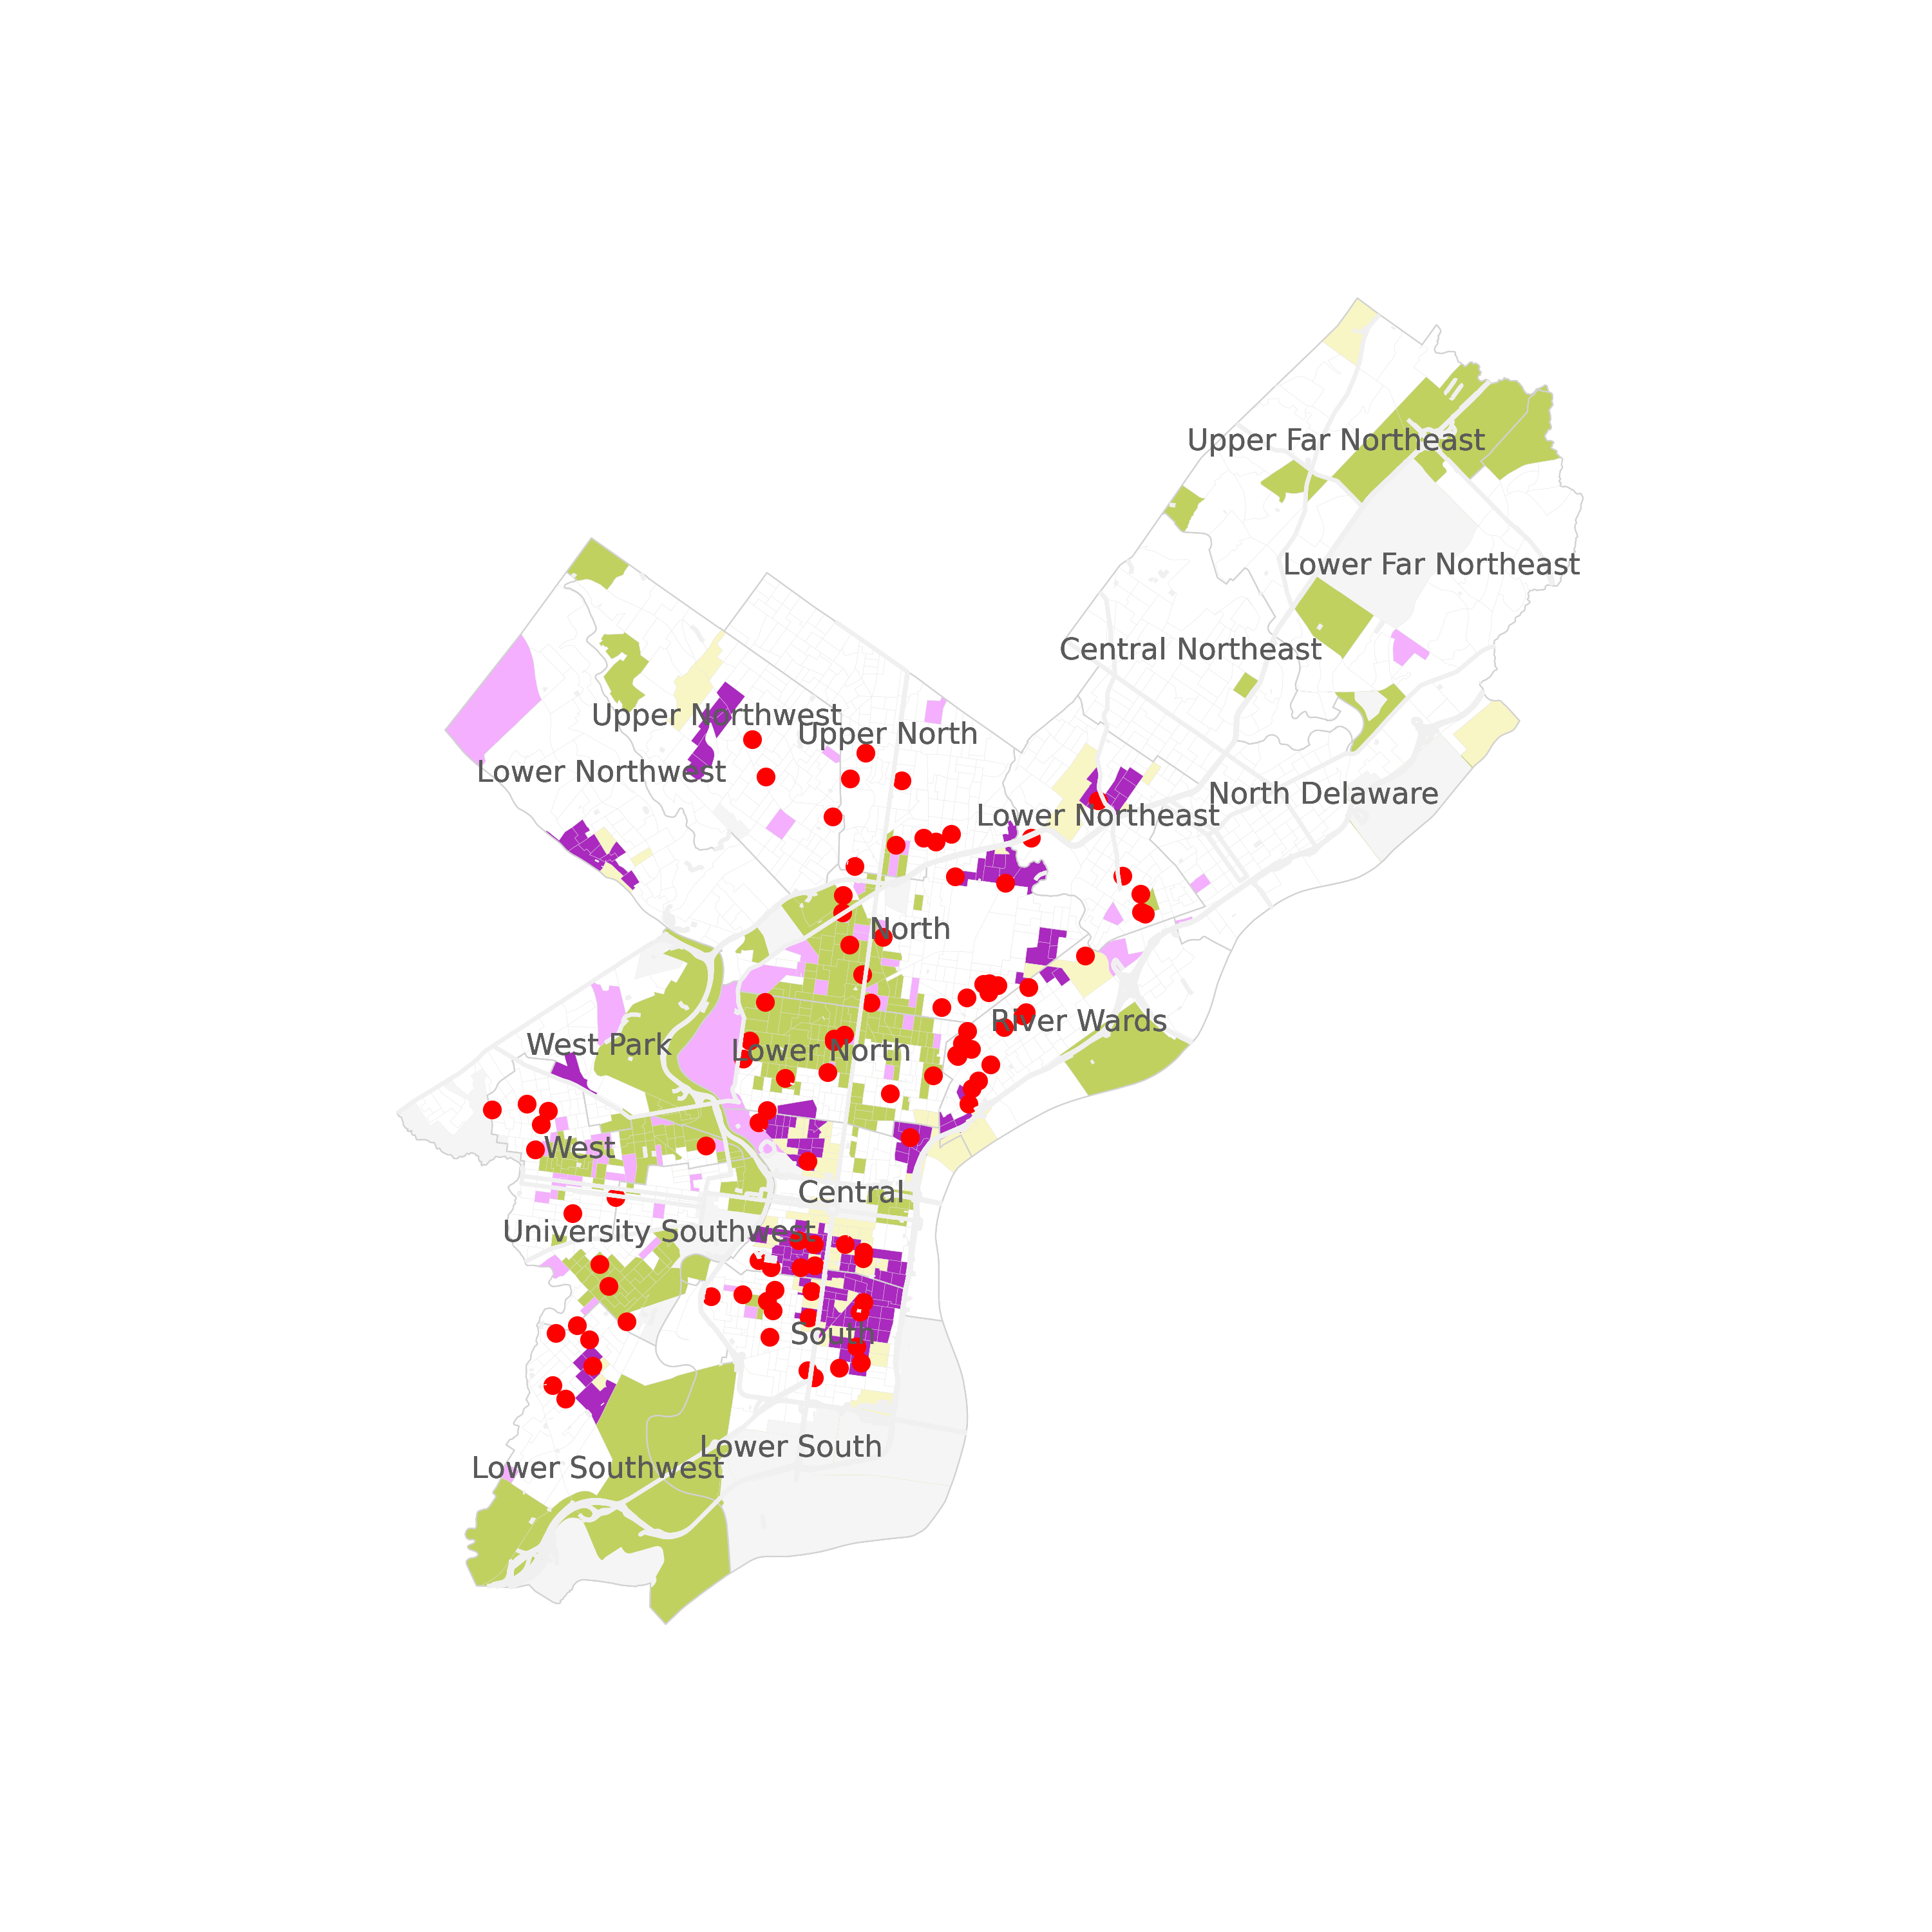 Upper Far Northeast
Lower Far Northeast
Central Northeast
Upper Northwest
Upper North
Lower Northwest
North Delaware
Lower Northeast
North
River Wards
West Park
Lower North
West
Central
University Southwest
South
Lower South
Lower Southwest